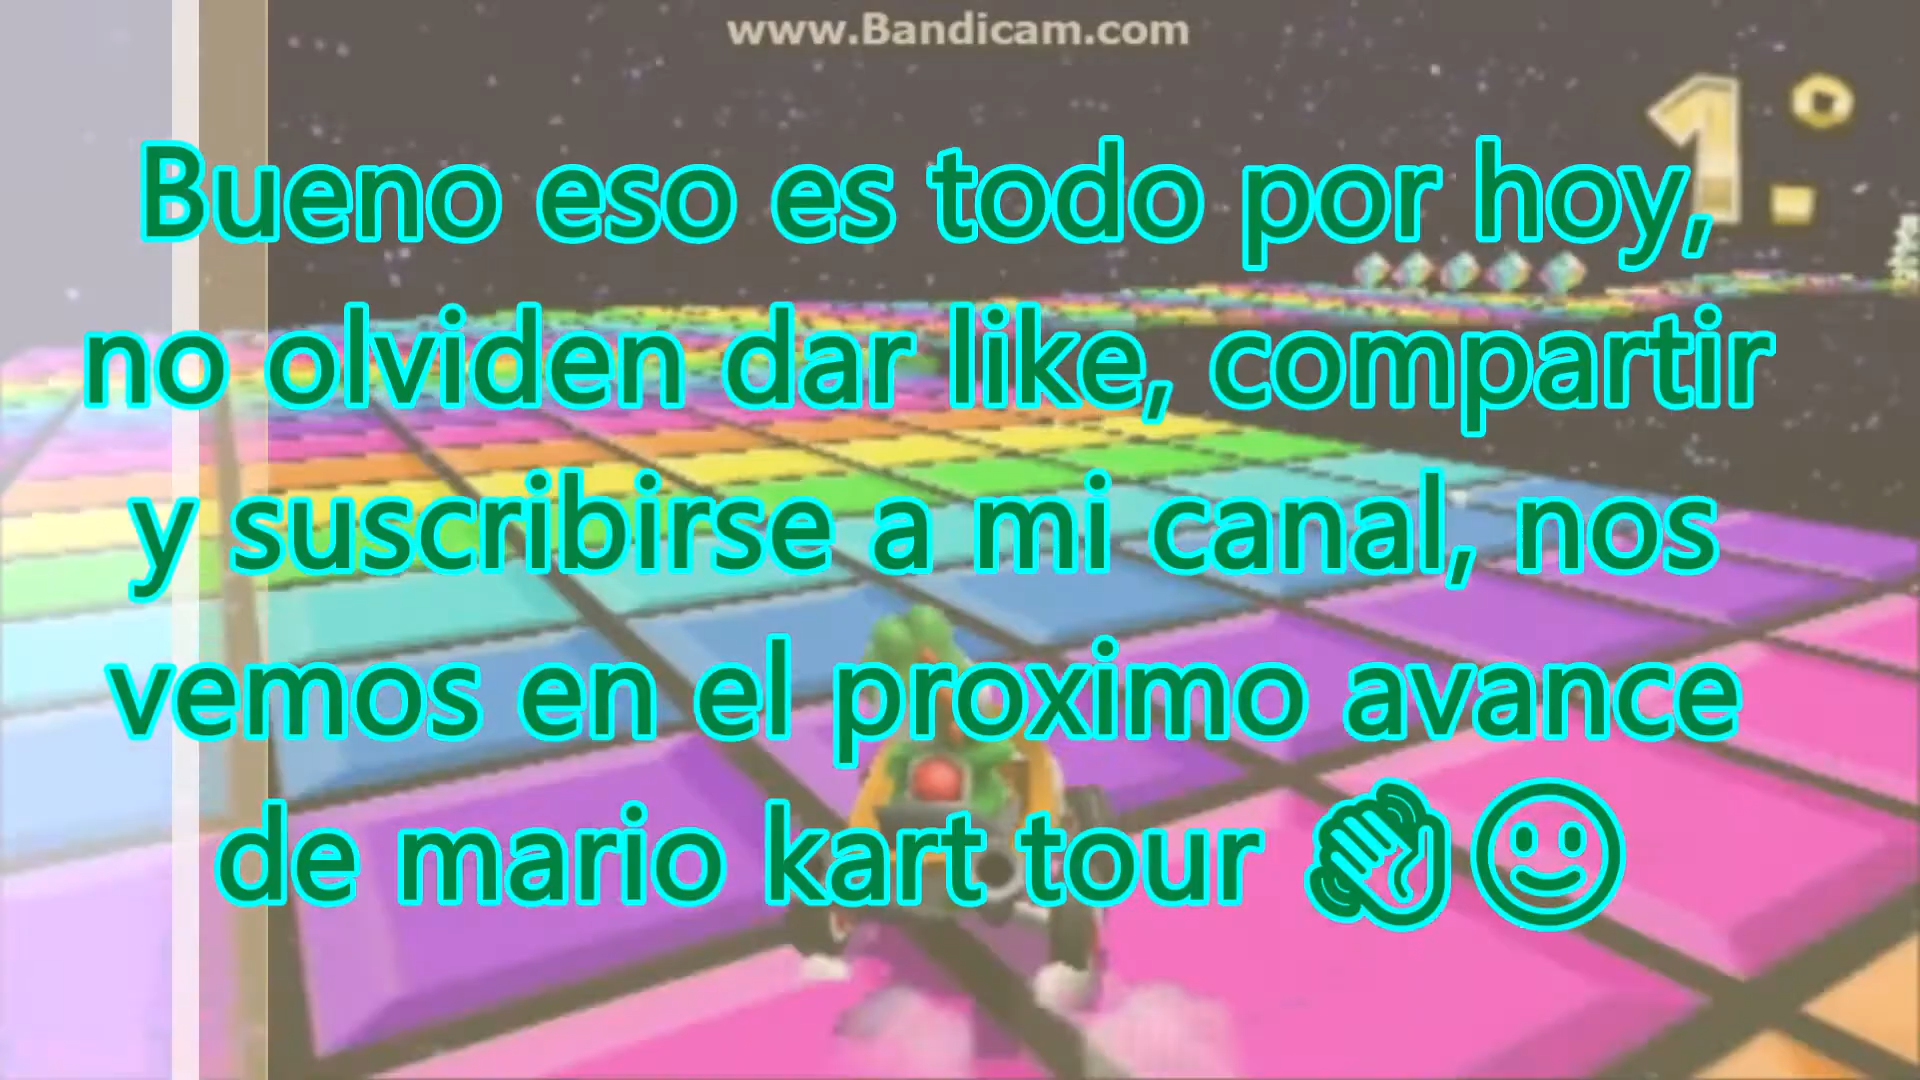 www.Bandicam.com
1.º
Bueno eso es todo por hoy,
no olviden dar like, compartir
y suscribirse a mi canal, nos
vemos en el proximo avance
de mario kart tour 👏☺